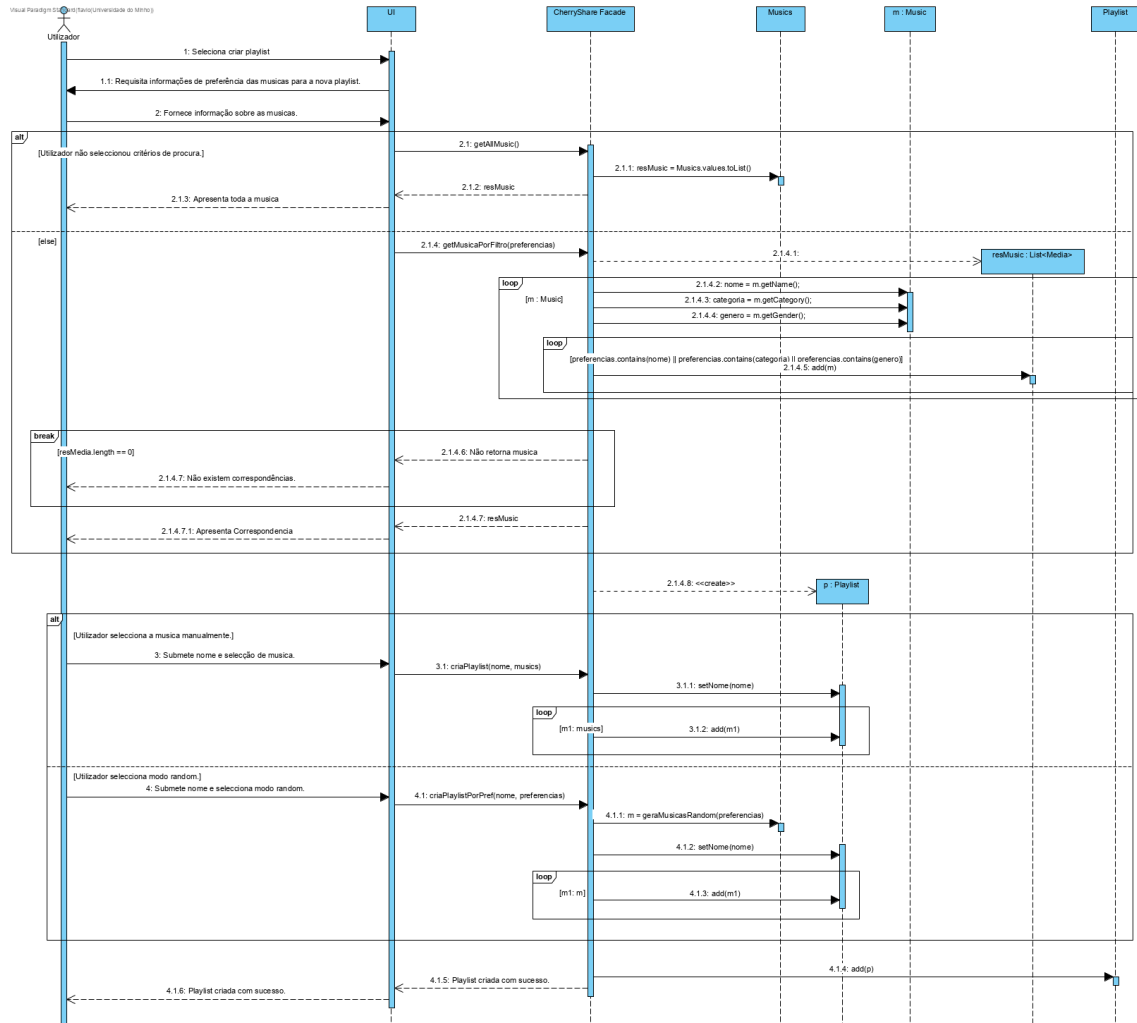 Visual Paradigm Standard(flavio(Universidade do Minho))
Utilizador
UI
CherryShare Facade
Musics
m : Music
Playlist
1: Seleciona criar playlist
1.1: Requisita informações de preferência das musicas para a nova playlist.
2: Fornece informação sobre as musicas.
alt
[Utilizador não seleccionou critérios de procura.]
2.1: getAllMusic()
2.1.1: resMusic = Musics.values.toList()
2.1.2: resMusic
2.1.3: Apresenta toda a musica
[else]
2.1.4: getMusicaPorFiltro(preferencias)
2.1.4.1:
resMusic : List<Media>
loop
[m : Music]
2.1.4.2: nome = m.getName();
2.1.4.3: categoria = m.getCategory();
2.1.4.4: genero = m.getGender();
loop
[preferencias.contains(nome) || preferencias.contains(categoria) || preferencias.contains(genero)]
2.1.4.5: add(m)
break
[resMedia.length == 0]
2.1.4.6: Não retorna musica
2.1.4.7: Não existem correspondências.
2.1.4.7: resMusic
2.1.4.7.1: Apresenta Correspondencia
2.1.4.8: <<create>>
p : Playlist
alt
[Utilizador selecciona a musica manualmente.]
3: Submete nome e selecção de musica.
3.1: criaPlaylist(nome, musics)
3.1.1: setNome(nome)
loop
[m1: musics]
3.1.2: add(m1)
[Utilizador selecciona modo random.]
4: Submete nome e selecciona modo random.
4.1: criaPlaylistPorPref(nome, preferencias)
4.1.1: m = geraMusicasRandom(preferencias)
4.1.2: setNome(nome)
loop
[m1: m]
4.1.3: add(m1)
4.1.4: add(p)
4.1.5: Playlist criada com sucesso.
4.1.6: Playlist criada com sucesso.